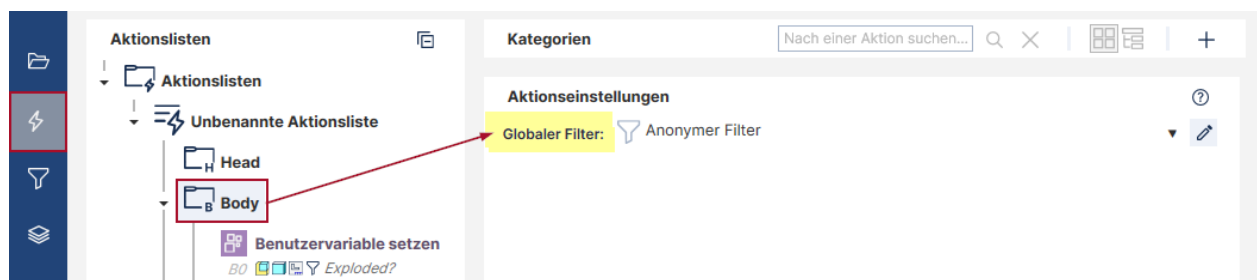 Aktionslisten
Aktionslisten
Unbenannte Aktionsliste
H Head
B Body
Benutzervariable setzen
B0 Exploded?
Kategorien
Nach einer Aktion suchen...
Aktionseinstellungen
Globaler Filter: Anonymer Filter